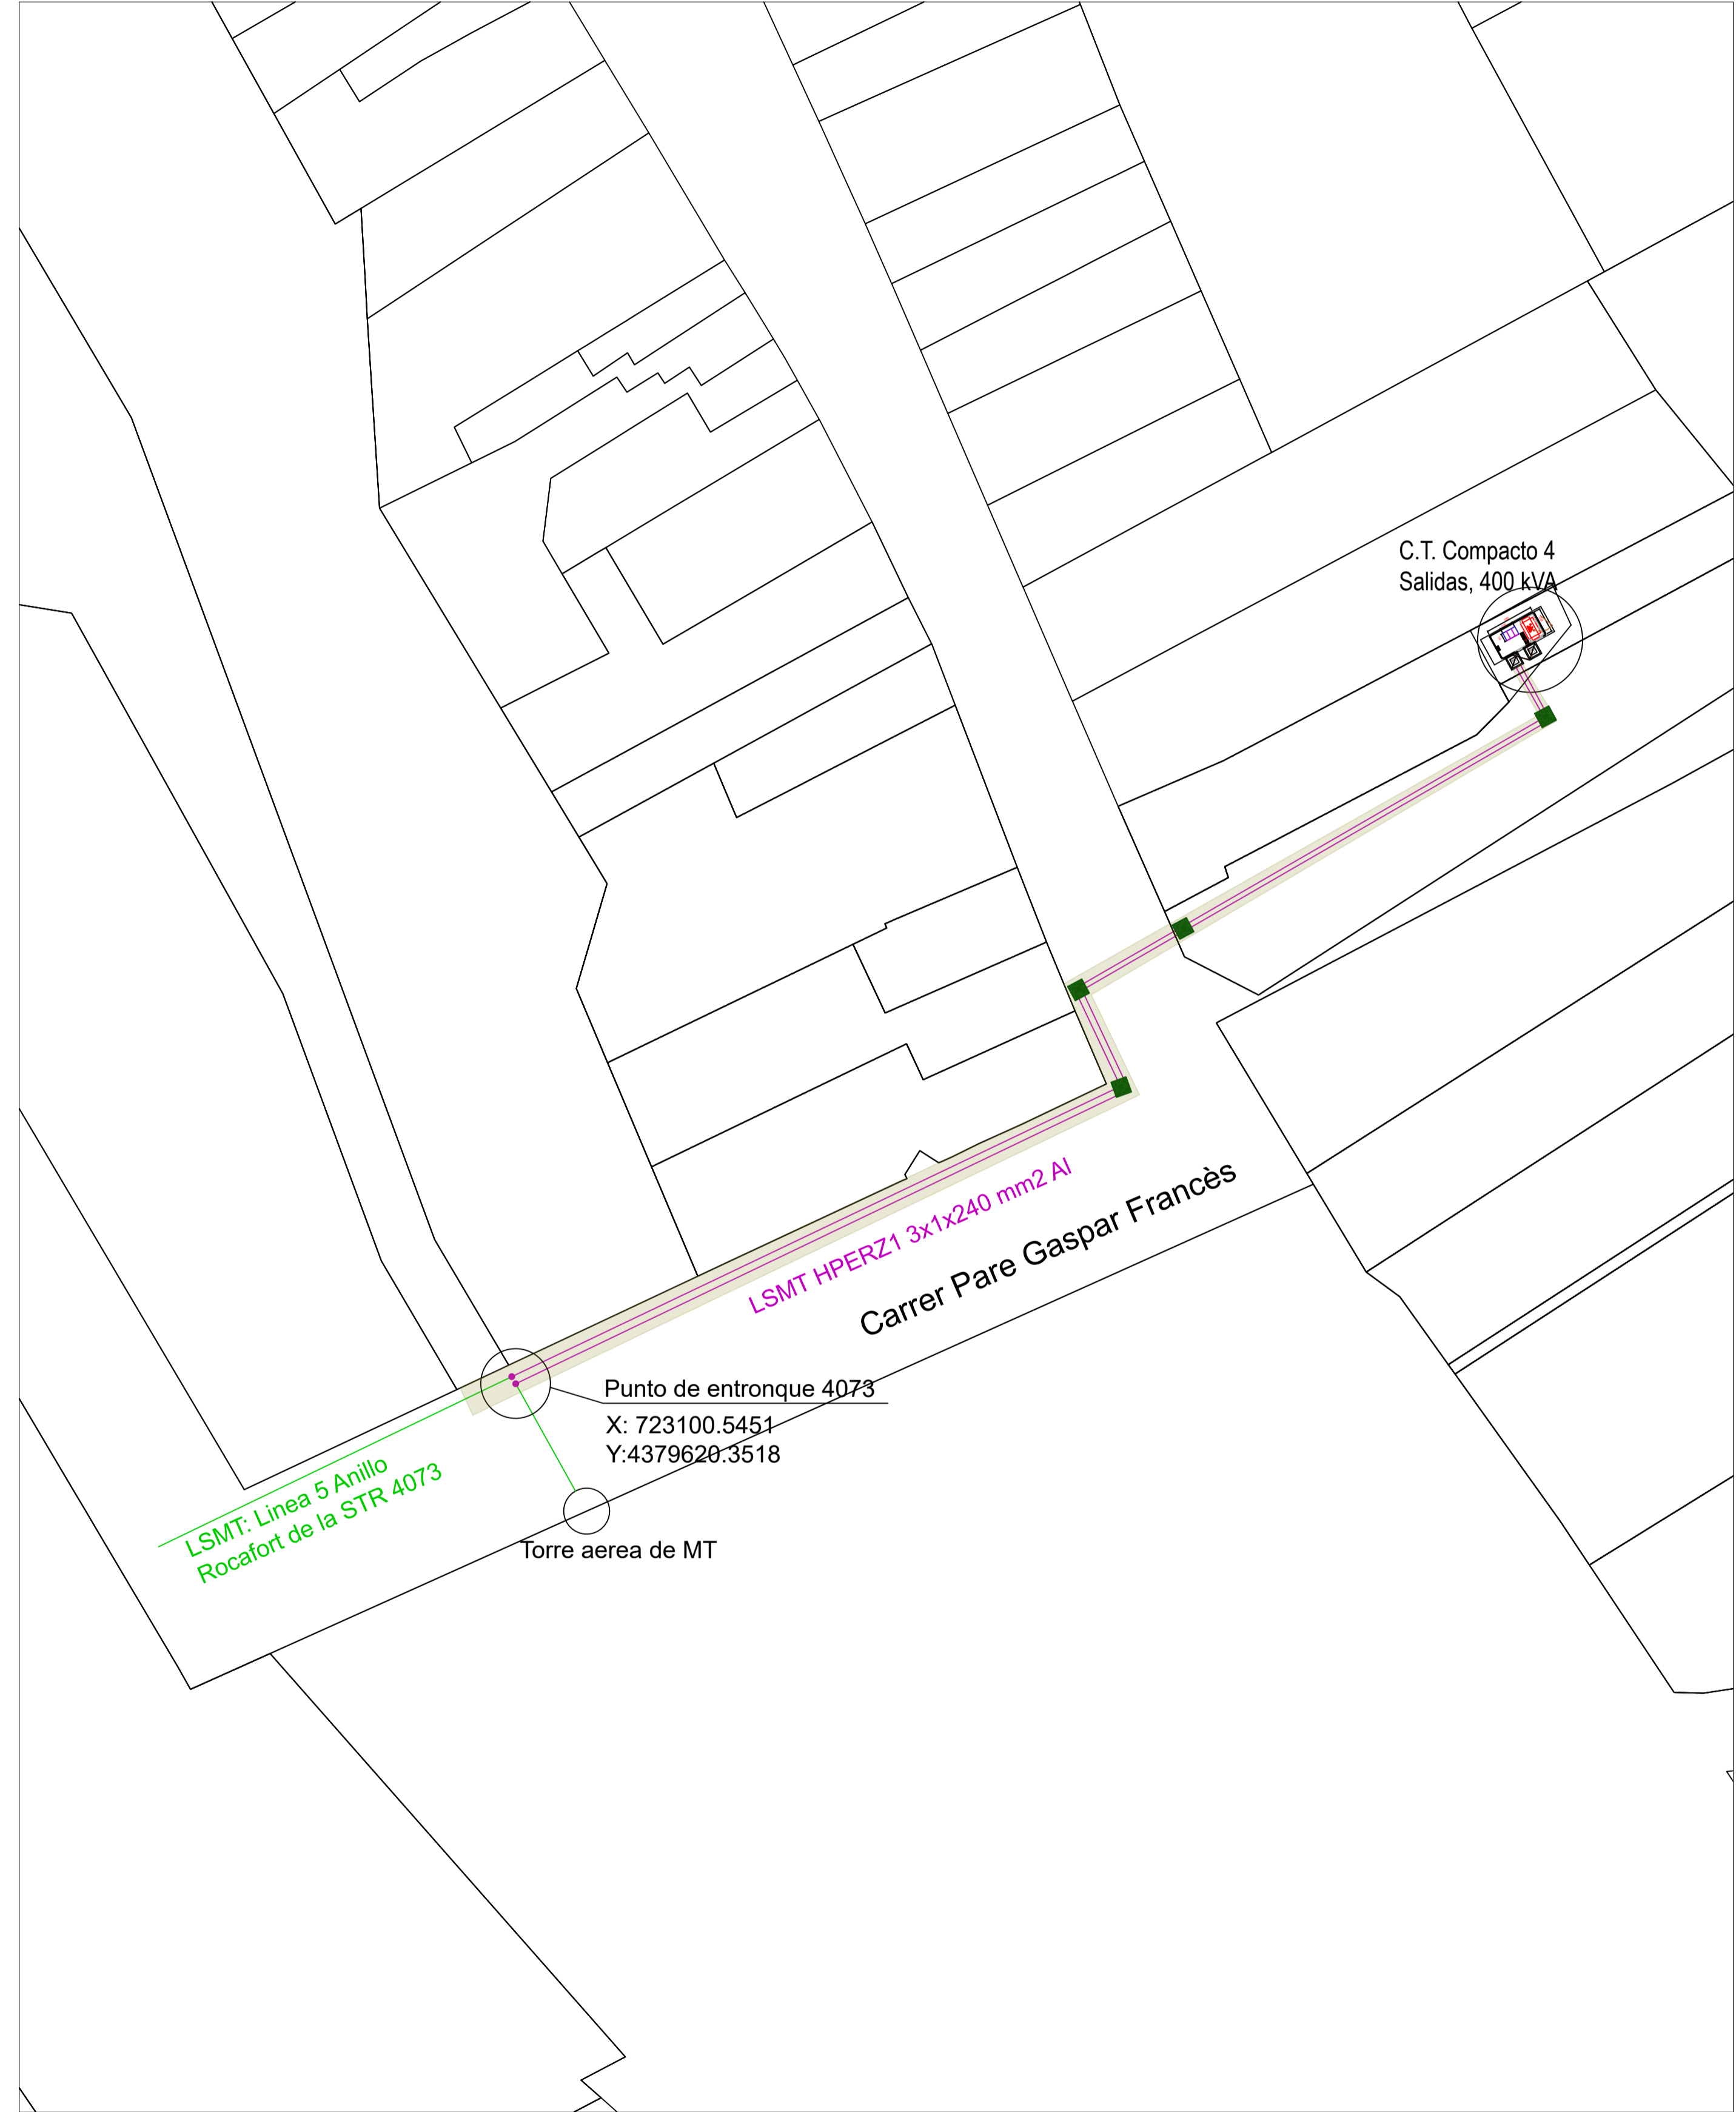 C.T. Compacto 4
Salidas, 400 kVA
LSMT HPERZ1 3x1x240 mm2 Al
Carrer Pare Gaspar Francès
Punto de entronque 4073
X: 723100.5451
Y:4379620.3518
LSMT: Linea 5 Anillo
Rocafort de la STR 4073
Torre aerea de MT